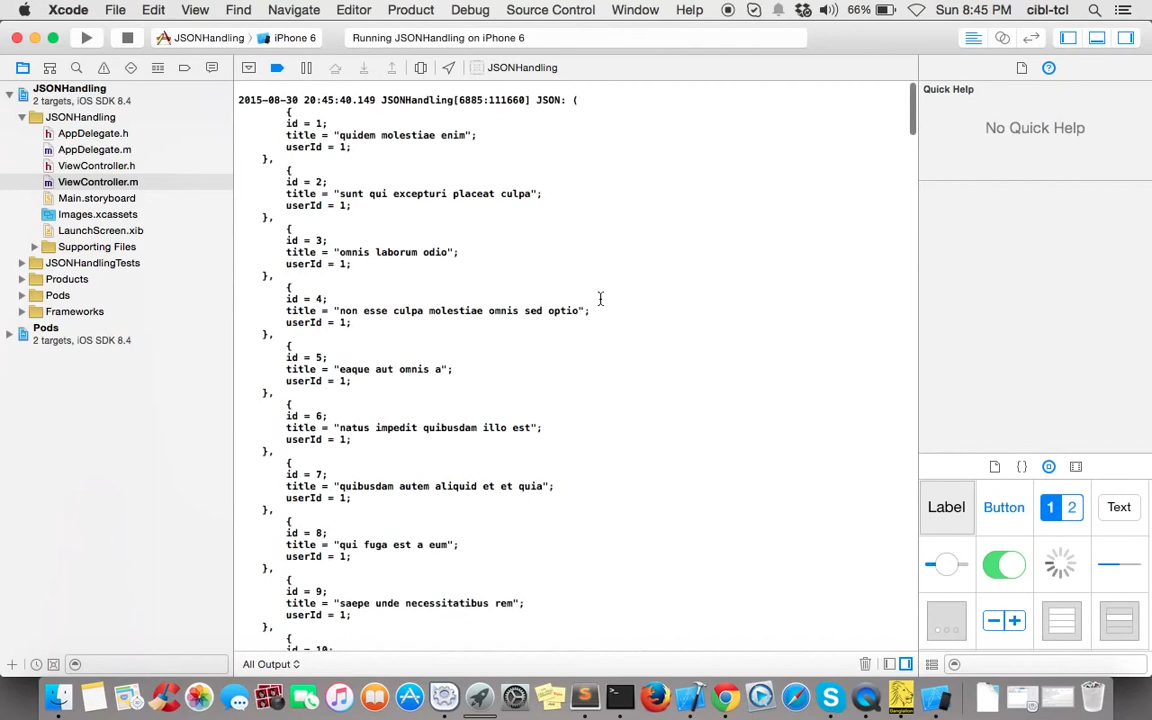 Xcode File Edit View Find Navigate Editor Product Debug Source Control Window Help 66% Sun 8:45 PM cibl-tcl
JSONHandling iPhone 6 Running JSONHandling on iPhone 6
JSONHandling
JSONHandling
2 targets, iOS SDK 8.4
JSONHandling
AppDelegate.h
AppDelegate.m
ViewController.h
ViewController.m
Main.storyboard
Images.xcassets
LaunchScreen.xib
Supporting Files
JSONHandlingTests
Products
Pods
Frameworks
Pods
2 targets, iOS SDK 8.4
2015-08-30 20:45:40.149 JSONHandling[6885:111660] JSON: (
{
id = 1;
title = "quidem molestiae enim";
userId = 1;
},
{
id = 2;
title = "sunt qui excepturi placeat culpa";
userId = 1;
},
{
id = 3;
title = "omnis laborum odio";
userId = 1;
},
{
id = 4;
title = "non esse culpa molestiae omnis sed optio";
userId = 1;
},
{
id = 5;
title = "eaque aut omnis a";
userId = 1;
},
{
id = 6;
title = "natus impedit quibusdam illo est";
userId = 1;
},
{
id = 7;
title = "quibusdam autem aliquid et et quia";
userId = 1;
},
{
id = 8;
title = "qui fuga est a eum";
userId = 1;
},
{
id = 9;
title = "saepe unde necessitatibus rem";
userId = 1;
},
{
id = 10;
All Output
Quick Help
No Quick Help
{ }
Label Button 1 2 Text